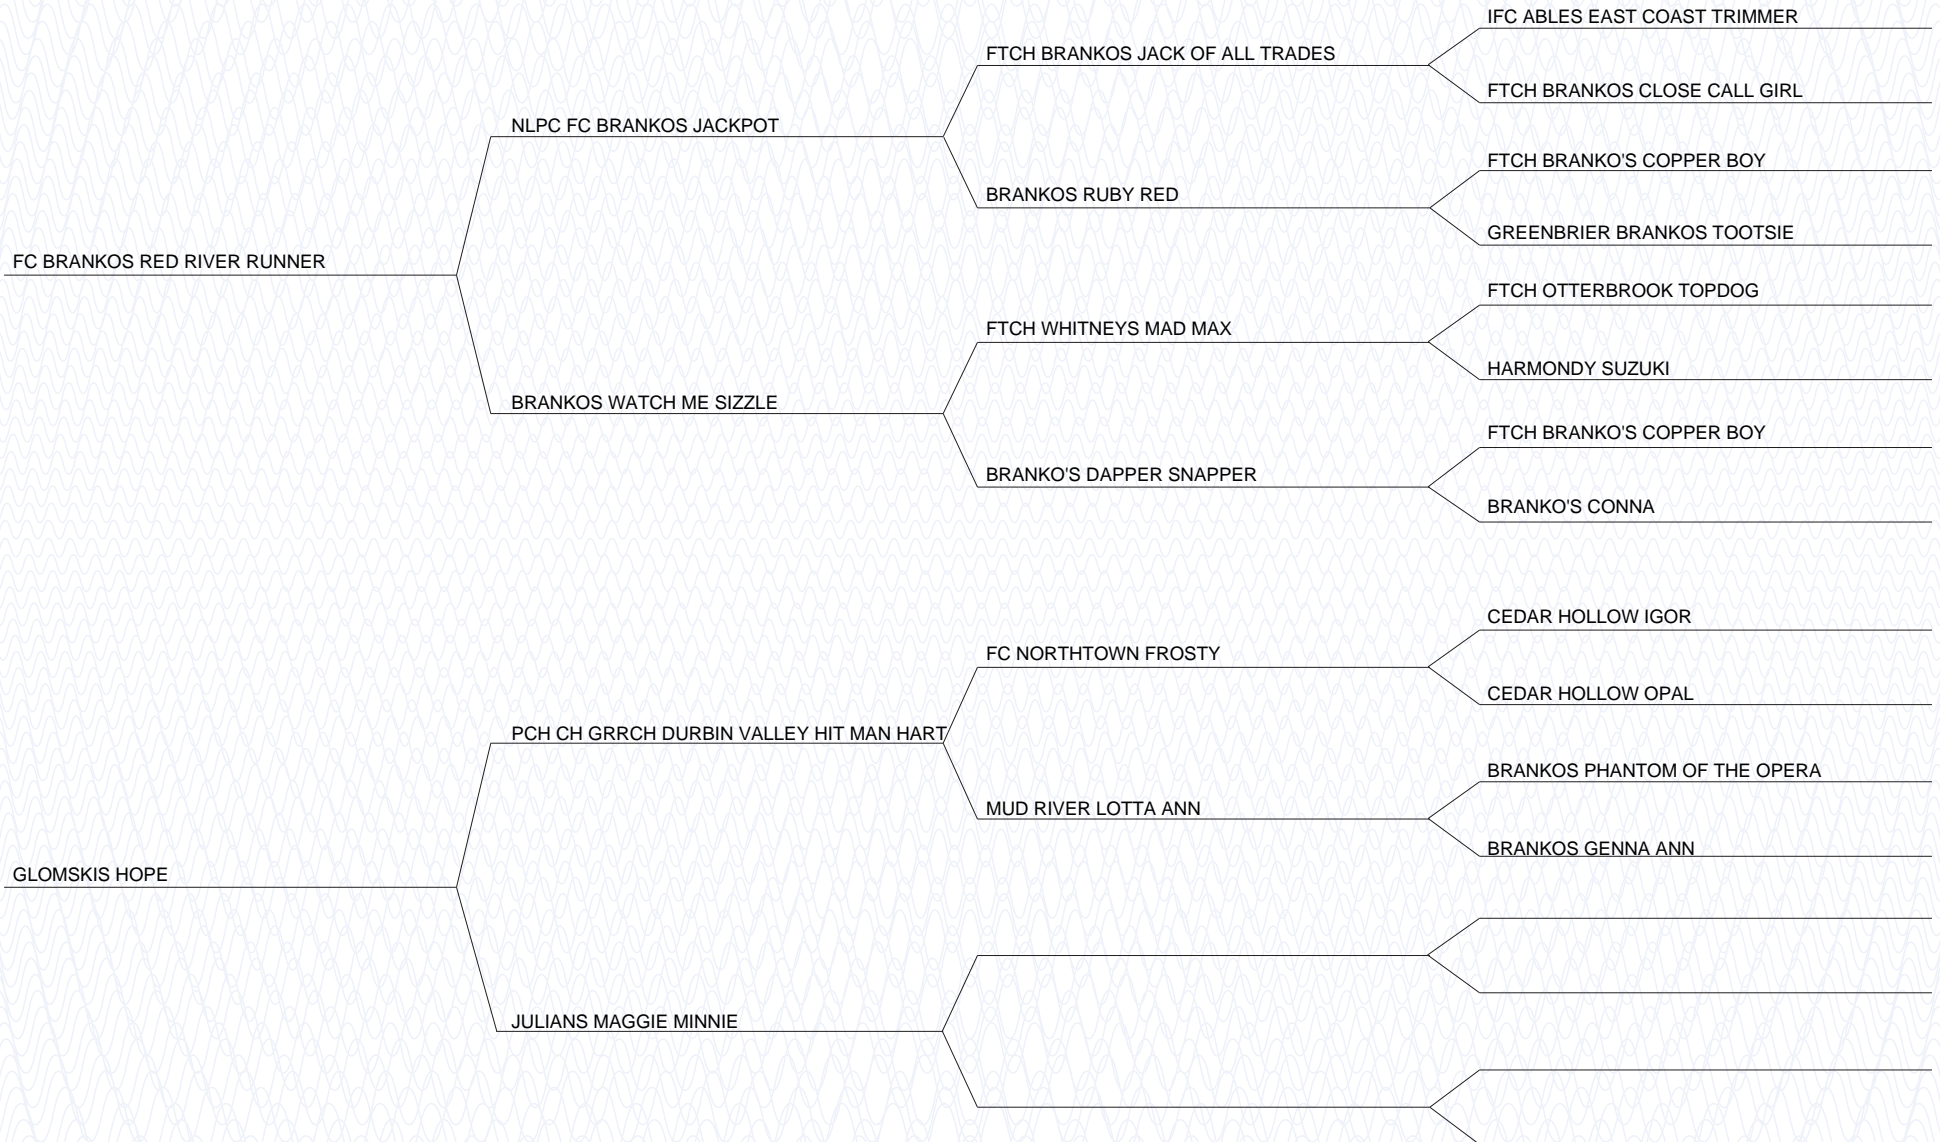 IFC ABLES EAST COAST TRIMMER
FTCH BRANKOS JACK OF ALL TRADES
FTCH BRANKOS CLOSE CALL GIRL
NLPC FC BRANKOS JACKPOT
FTCH BRANKO'S COPPER BOY
BRANKOS RUBY RED
GREENBRIER BRANKOS TOOTSIE
FC BRANKOS RED RIVER RUNNER
FTCH OTTERBROOK TOPDOG
FTCH WHITNEYS MAD MAX
HARMONDY SUZUKI
BRANKOS WATCH ME SIZZLE
FTCH BRANKO'S COPPER BOY
BRANKO'S DAPPER SNAPPER
BRANKO'S CONNA
CEDAR HOLLOW IGOR
FC NORTHTOWN FROSTY
CEDAR HOLLOW OPAL
PCH CH GRRCH DURBIN VALLEY HIT MAN HART
BRANKOS PHANTOM OF THE OPERA
MUD RIVER LOTTA ANN
BRANKOS GENNA ANN
GLOMSKIS HOPE
JULIANS MAGGIE MINNIE